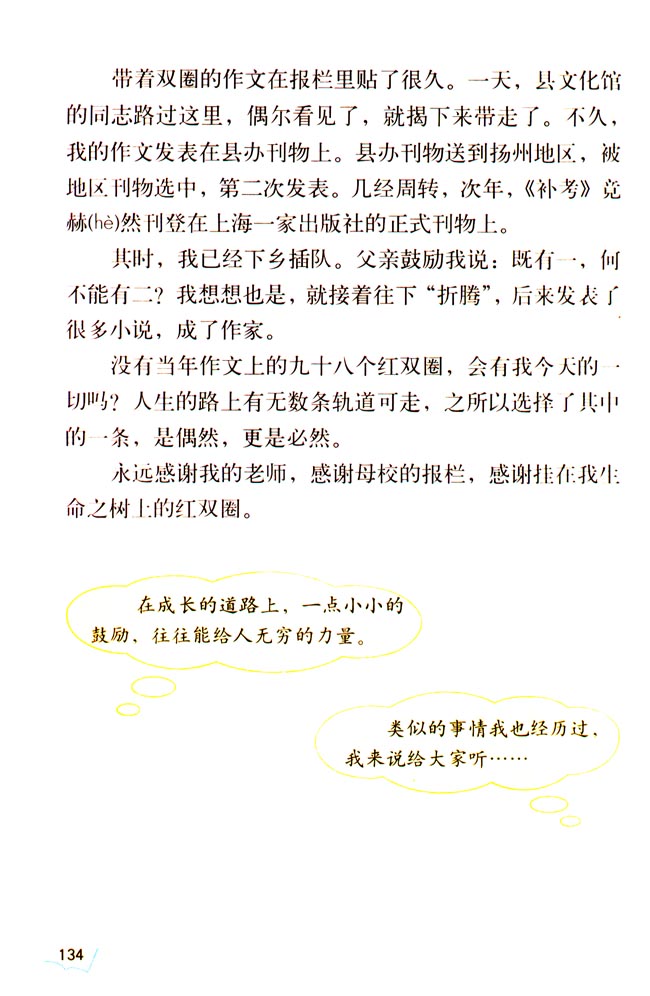 带着双圈的作文在报栏里贴了很久。一天，县文化馆
的同志路过这里，偶尔看见了，就揭下来带走了。不久，
我的作文发表在县办刊物上。县办刊物送到扬州地区，被
地区刊物选中，第二次发表。几经周转，次年，《补考》竟
赫(hè)然刊登在上海一家出版社的正式刊物上。
其时，我已经下乡插队。父亲鼓励我说：既有一，何
不能有二？我想想也是，就接着往下“折腾”，后来发表了
很多小说，成了作家。
没有当年作文上的九十八个红双圈，会有我今天的一
切吗？人生的路上有无数条轨道可走，之所以选择了其中
的一条，是偶然，更是必然。
永远感谢我的老师，感谢母校的报栏，感谢挂在我生
命之树上的红双圈。
在成长的道路上，一点小小的
鼓励，往往能给人无穷的力量。
类似的事情我也经历过，
我来说给大家听……
134